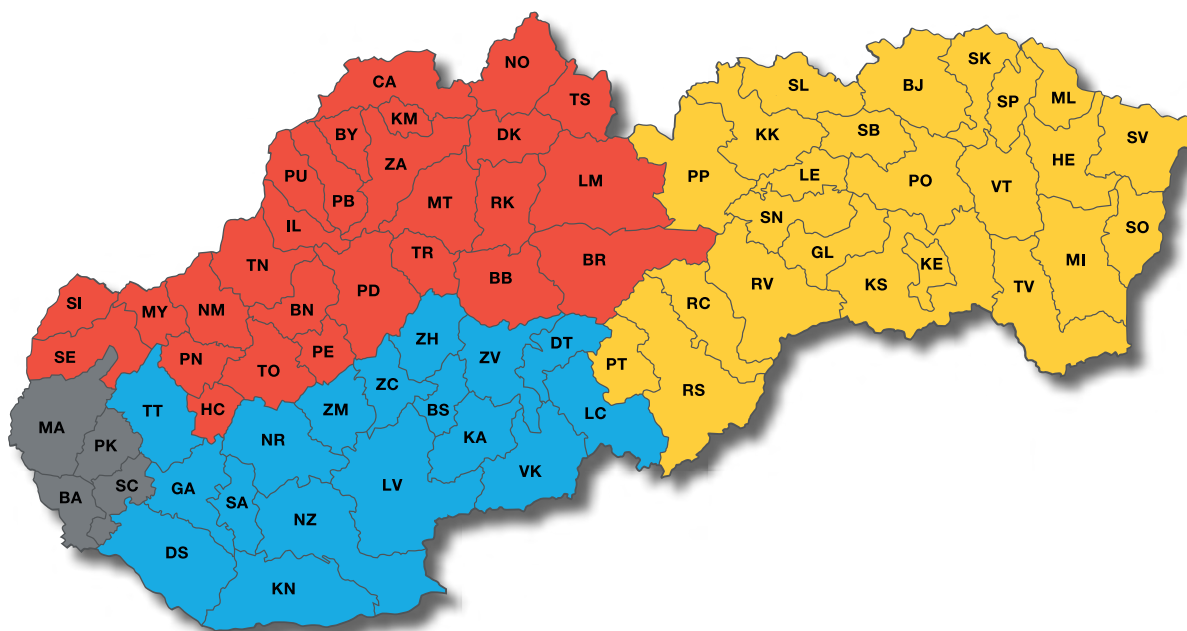 NO
CA
SK
TS
SL
BJ
SP
ML
KM
BY
DK
KK
SB
SV
ZA
HE
PU
PP
LE
PO
VT
LM
PB
MT
RK
SN
IL
SO
TR
GL
KE
MI
TN
BB
BR
RV
KS
TV
PD
SI
MY
NM
BN
RC
SE
PN
TO
PE
ZH
ZV
DT
PT
RS
ZC
HC
TT
ZM
BS
LC
MA
PK
NR
KA
VK
BA
SC
GA
SA
LV
NZ
DS
KN